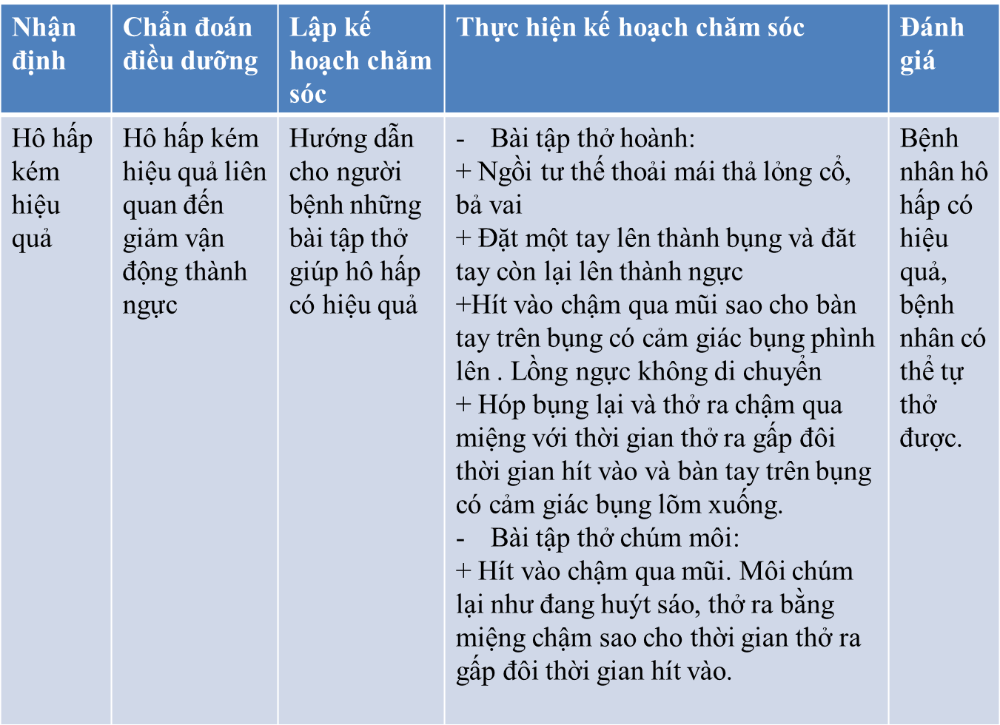 Nhận
định
Chẩn đoán
điều dưỡng
Lập kế
hoạch chăm
sóc
Thực hiện kế hoạch chăm sóc
Đánh
giá
Hô hấp
kém
hiệu
quả
Hô hấp kém
hiệu quả liên
quan đến
giảm vận
động thành
ngực
Hướng dẫn
cho người
bệnh những
bài tập thở
giúp hô hấp
có hiệu quả
- Bài tập thở hoành:
+ Ngồi tư thế thoải mái thả lỏng cổ,
bả vai
+ Đặt một tay lên thành bụng và đăt
tay còn lại lên thành ngực
+Hít vào chậm qua mũi sao cho bàn
tay trên bụng có cảm giác bụng phình
lên . Lồng ngực không di chuyển
+ Hóp bụng lại và thở ra chậm qua
miệng với thời gian thở ra gấp đôi
thời gian hít vào và bàn tay trên bụng
có cảm giác bụng lõm xuống.
- Bài tập thở chúm môi:
+ Hít vào chậm qua mũi. Môi chúm
lại như đang huýt sáo, thở ra bằng
miệng chậm sao cho thời gian thở ra
gấp đôi thời gian hít vào.
Bệnh
nhân hô
hấp có
hiệu
quả,
bệnh
nhân có
thể tự
thở
được.